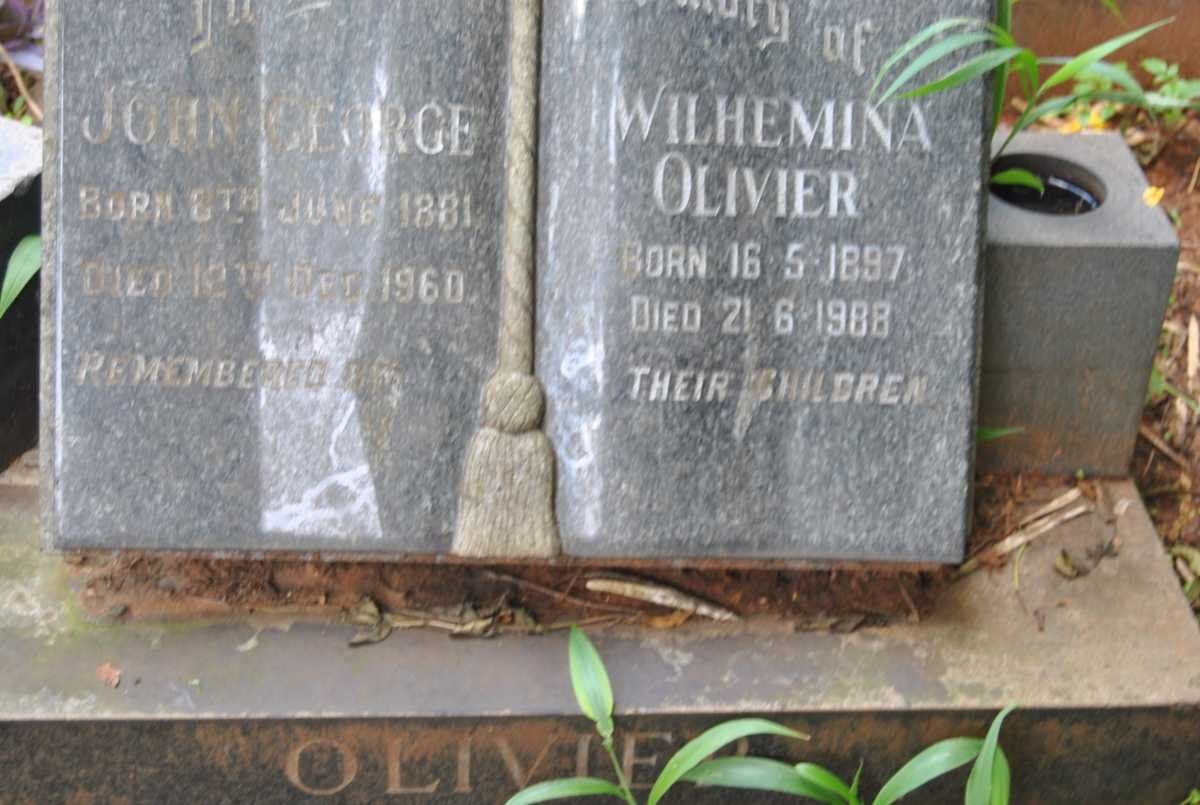 In
JOHN GEORGE
BORN 8TH JUNE 1881.
DIED 12TH DEC. 1960.
REMEMBERED BY
of
WILHEMINA
OLIVIER
BORN 16·5·1897
DIED 21·6·1988
THEIR CHILDREN.
OLIVIER